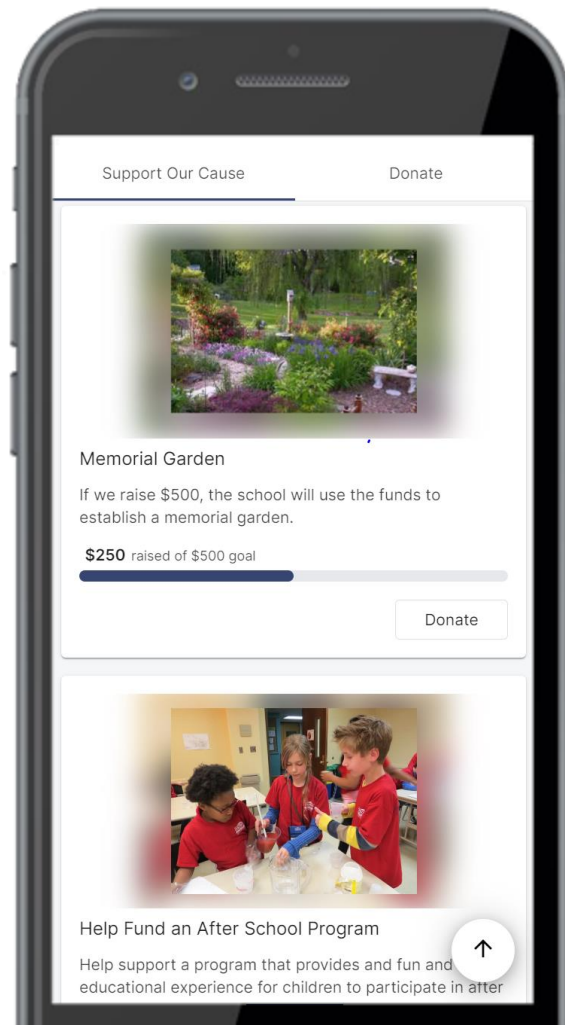 Support Our Cause
Donate
Memorial Garden
If we raise $500, the school will use the funds to
establish a memorial garden.
$250 raised of $500 goal
Donate
Help Fund an After School Program
Help support a program that provides and fun and
educational experience for children to participate in after